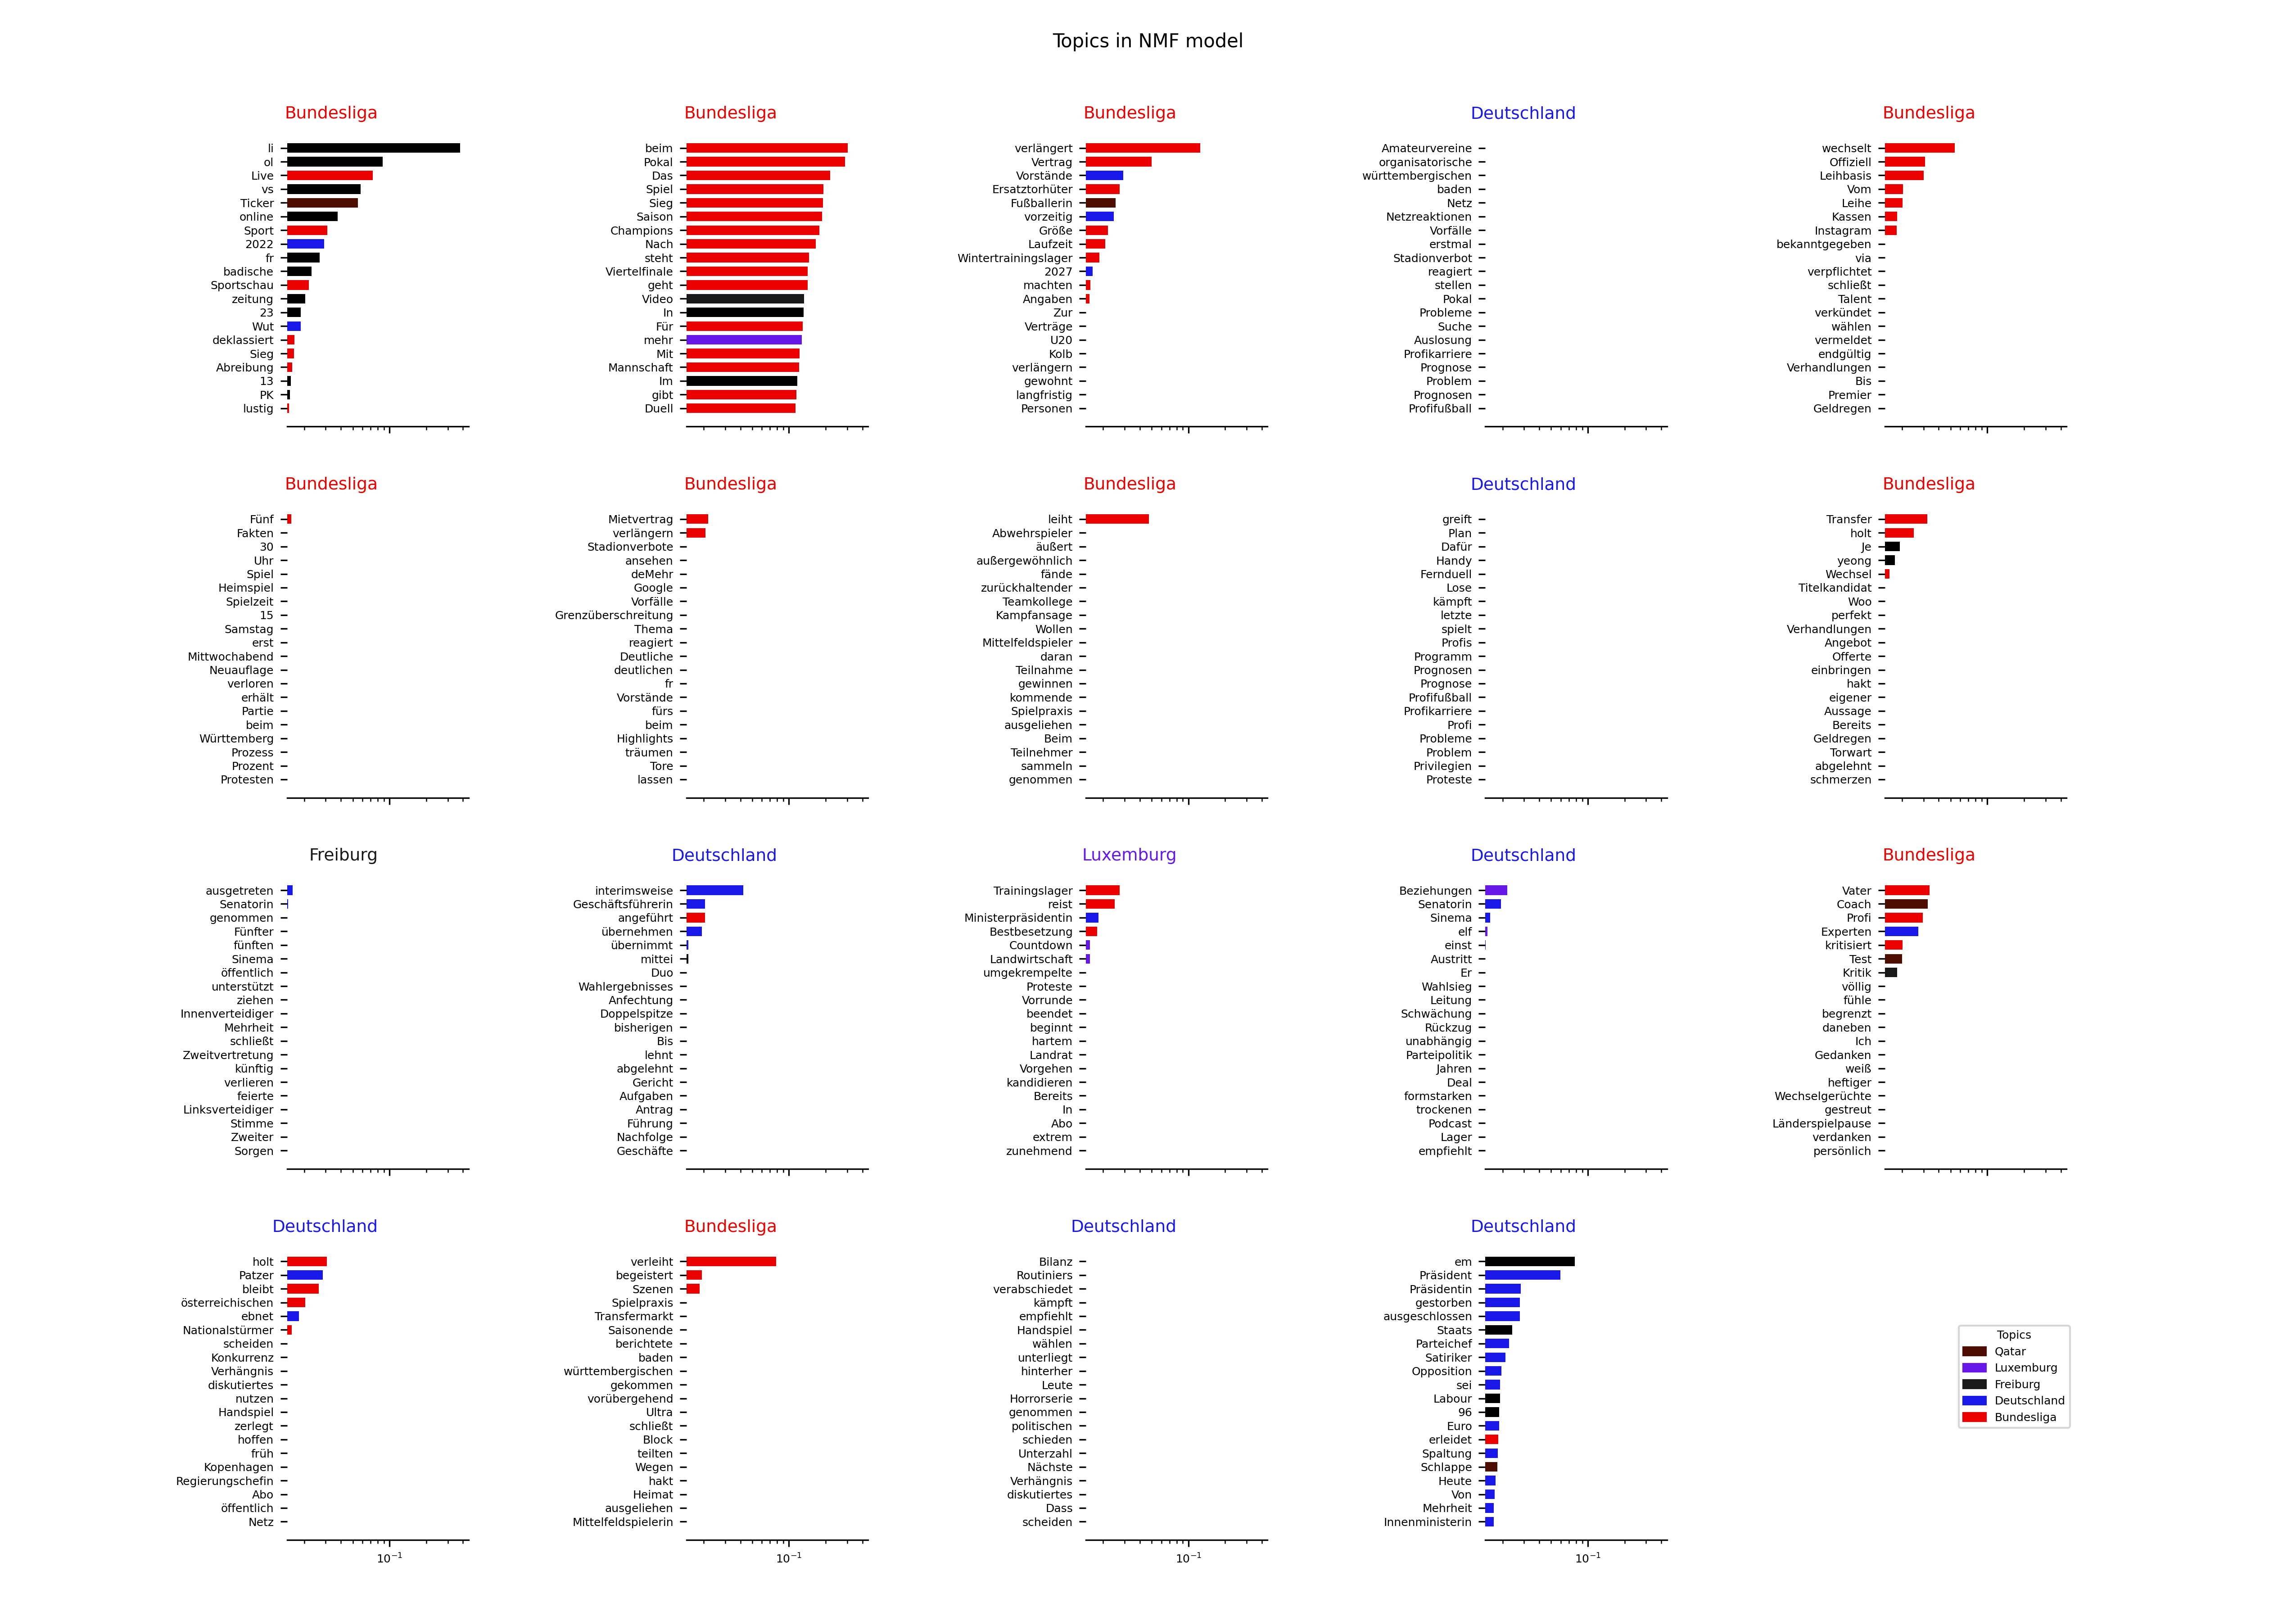 Topics in NMF model
Bundesliga
li
ol
Live
vs
Ticker
online
Sport
2022
fr
badische
Sportschau
zeitung
23
Wut
deklassiert
Sieg
Abreibung
13
PK
lustig
Bundesliga
beim
Pokal
Das
Spiel
Sieg
Saison
Champions
Nach
steht
Viertelfinale
geht
Video
In
Für
mehr
Mit
Mannschaft
Im
gibt
Duell
Bundesliga
verlängert
Vertrag
Vorstände
Ersatztorhüter
Fußballerin
vorzeitig
Größe
Laufzeit
Wintertrainingslager
2027
machten
Angaben
Zur
Verträge
U20
Kolb
verlängern
gewohnt
langfristig
Personen
Deutschland
Amateurvereine
organisatorische
württembergischen
baden
Netz
Netzreaktionen
Vorfälle
erstmal
Stadionverbot
reagiert
stellen
Pokal
Probleme
Suche
Auslosung
Profikarriere
Prognose
Problem
Prognosen
Profifußball
Bundesliga
wechselt
Offiziell
Leihbasis
Vom
Leihe
Kassen
Instagram
bekanntgegeben
via
verpflichtet
schließt
Talent
verkündet
wählen
vermeldet
endgültig
Verhandlungen
Bis
Premier
Geldregen
Bundesliga
Fünf
Fakten
30
Uhr
Spiel
Heimspiel
Spielzeit
15
Samstag
erst
Mittwochabend
Neuauflage
verloren
erhält
Partie
beim
Württemberg
Prozess
Prozent
Protesten
Bundesliga
Mietvertrag
verlängern
Stadionverbote
ansehen
deMehr
Google
Vorfälle
Grenzüberschreitung
Thema
reagiert
Deutliche
deutlichen
fr
Vorstände
fürs
beim
Highlights
träumen
Tore
lassen
Bundesliga
leiht
Abwehrspieler
äußert
außergewöhnlich
fände
zurückhaltender
Teamkollege
Kampfansage
Wollen
Mittelfeldspieler
daran
Teilnahme
gewinnen
kommende
Spielpraxis
ausgeliehen
Beim
Teilnehmer
sammeln
genommen
Deutschland
greift
Plan
Dafür
Handy
Fernduell
Lose
kämpft
letzte
spielt
Profis
Programm
Prognosen
Prognose
Profifußball
Profikarriere
Profi
Probleme
Problem
Privilegien
Proteste
Bundesliga
Transfer
holt
Je
yeong
Wechsel
Titelkandidat
Woo
perfekt
Verhandlungen
Angebot
Offerte
einbringen
hakt
eigener
Aussage
Bereits
Geldregen
Torwart
abgelehnt
schmerzen
Freiburg
ausgetreten
Senatorin
genommen
Fünfter
fünften
Sinema
öffentlich
unterstützt
ziehen
Innenverteidiger
Mehrheit
schließt
Zweitvertretung
künftig
verlieren
feierte
Linksverteidiger
Stimme
Zweiter
Sorgen
Deutschland
interimsweise
Geschäftsführerin
angeführt
übernehmen
übernimmt
mittei
Duo
Wahlergebnisses
Anfechtung
Doppelspitze
bisherigen
Bis
lehnt
abgelehnt
Gericht
Aufgaben
Antrag
Führung
Nachfolge
Geschäfte
Luxemburg
Trainingslager
reist
Ministerpräsidentin
Bestbesetzung
Countdown
Landwirtschaft
umgekrempelte
Proteste
Vorrunde
beendet
beginnt
hartem
Landrat
Vorgehen
kandidieren
Bereits
In
Abo
extrem
zunehmend
Deutschland
Beziehungen
Senatorin
Sinema
elf
einst
Austritt
Er
Wahlsieg
Leitung
Schwächung
Rückzug
unabhängig
Parteipolitik
Jahren
Deal
formstarken
trockenen
Podcast
Lager
empfiehlt
Bundesliga
Vater
Coach
Profi
Experten
kritisiert
Test
Kritik
völlig
fühle
begrenzt
daneben
Ich
Gedanken
weiß
heftiger
Wechselgerüchte
gestreut
Länderspielpause
verdanken
persönlich
Deutschland
holt
Patzer
bleibt
österreichischen
ebnet
Nationalstürmer
scheiden
Konkurrenz
Verhängnis
diskutiertes
nutzen
Handspiel
zerlegt
hoffen
früh
Kopenhagen
Regierungschefin
Abo
öffentlich
Netz
10⁻¹
Bundesliga
verleiht
begeistert
Szenen
Spielpraxis
Transfermarkt
Saisonende
berichtete
baden
württembergischen
gekommen
vorübergehend
Ultra
schließt
Block
teilten
Wegen
hakt
Heimat
ausgeliehen
Mittelfeldspielerin
10⁻¹
Deutschland
Bilanz
Routiniers
verabschiedet
kämpft
empfiehlt
Handspiel
wählen
unterliegt
hinterher
Leute
Horrorserie
genommen
politischen
schieden
Unterzahl
Nächste
Verhängnis
diskutiertes
Dass
scheiden
10⁻¹
Deutschland
em
Präsident
Präsidentin
gestorben
ausgeschlossen
Staats
Parteichef
Satiriker
Opposition
sei
Labour
96
Euro
erleidet
Spaltung
Schlappe
Heute
Von
Mehrheit
Innenministerin
10⁻¹
Topics
Qatar
Luxemburg
Freiburg
Deutschland
Bundesliga